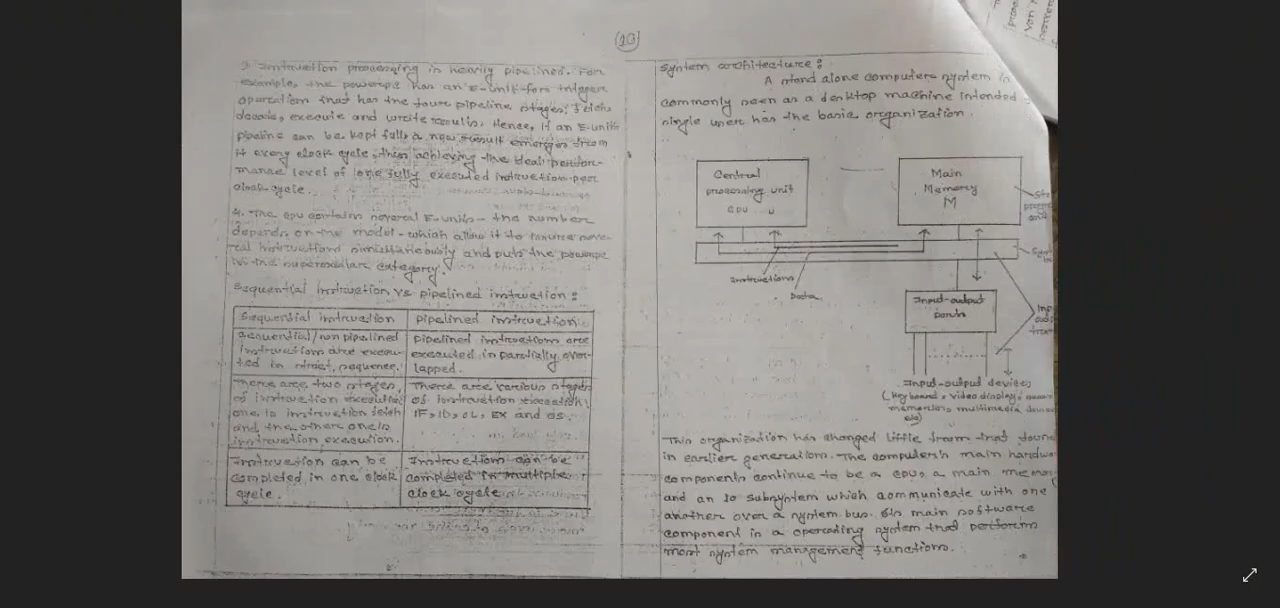 (10)
3. Instruction processing in heavily pipelined. For
example, the powerpc has an E-unit for integer
operation that has the four pipeline stages: fetch
decode, execute and write results. Hence, if an E-unit
pipeline can be kept full, a new result emerges from
it every clock cycle, thus achieving the ideal perfor-
mance level of one fully executed instruction per
clock cycle.
4. The cpu contains several E-units - the number
depends on the model - which allow it to
instructions simultaneously and puts the powerpc
in the superscalar category.
Sequential instruction VS pipelined instruction:
Sequential instruction
pipelined instruction
Sequential/non pipelined
instructions are execu-
ted in strict sequence.
pipelined instructions are
executed in partially over-
lapped.
There are two stages
of instruction execution
one is instruction fetch
and the other one is
instruction execution.
There are various stages
of instruction execution
IF, ID, OL, EX and OS.
Instruction can be
completed in one clock
cycle.
Instruction can be
completed in multiple
clock cycle
System architecture:
A stand alone computer system is
commonly seen as a desktop machine intended
single user has the basic organization
Central
processing unit
CPU
Main
Memory
M
Instructions
Data
Input-output
Ports
Input-output devices
(keyboard, video display,
multimedia
This organization has changed little from that found
in earlier generations. The computer's main hardwa
components continue to be a cpu, a main memo
and an IO subsystem which communicate with one
another over a system bus. Its main software
component is a operating system that performs
most system management functions.